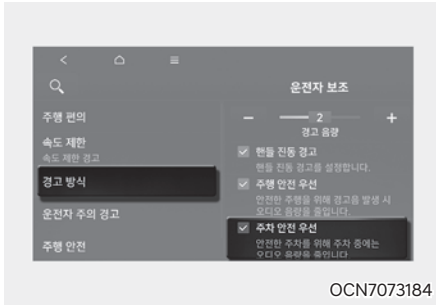 운전자 보조
주행 편의
속도 제한
속도 제한 경고
경고 방식
운전자 주의 경고
주행 안전
− 2 +
경고 음량
핸들 진동 경고
핸들 진동 경고를 설정합니다.
주행 안전 우선
안전한 주행을 위해 경고음 발생 시
오디오 음량을 줄입니다.
주차 안전 우선
안전한 주차를 위해 주차 중에는
오디오 음량을 줄입니다
OCN7073184